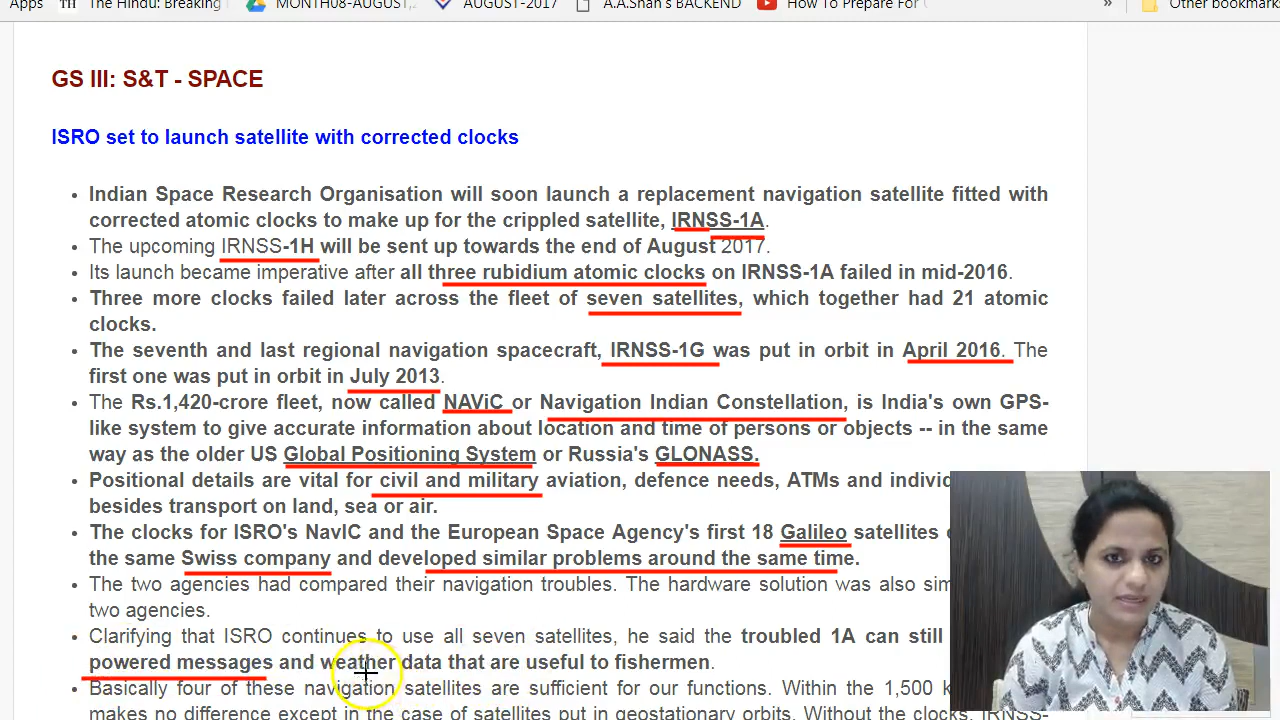 Apps TH The Hindu: Breaking MONTH08-AUGUST, AUGUST-2017 A.A.Shah's BACKEND How To Prepare For » Other bookmarks
GS III: S&T - SPACE
ISRO set to launch satellite with corrected clocks
• Indian Space Research Organisation will soon launch a replacement navigation satellite fitted with
corrected atomic clocks to make up for the crippled satellite, IRNSS-1A.
• The upcoming IRNSS-1H will be sent up towards the end of August 2017.
• Its launch became imperative after all three rubidium atomic clocks on IRNSS-1A failed in mid-2016.
• Three more clocks failed later across the fleet of seven satellites, which together had 21 atomic
clocks.
• The seventh and last regional navigation spacecraft, IRNSS-1G was put in orbit in April 2016. The
first one was put in orbit in July 2013.
• The Rs.1,420-crore fleet, now called NAViC or Navigation Indian Constellation, is India's own GPS-
like system to give accurate information about location and time of persons or objects -- in the same
way as the older US Global Positioning System or Russia's GLONASS.
• Positional details are vital for civil and military aviation, defence needs, ATMs and
besides transport on land, sea or air.
• The clocks for ISRO's NavIC and the European Space Agency's first 18 Galileo satellites
the same Swiss company and developed similar problems around the same time.
• The two agencies had compared their navigation troubles. The hardware solution was also
two agencies.
• Clarifying that ISRO continues to use all seven satellites, he said the troubled 1A can still
powered messages and weather data that are useful to fishermen.
• Basically four of these navigation satellites are sufficient for our functions. Within the 1,500
makes no difference except in the case of satellites put in geostationary orbits. Without the clocks, IRNSS-